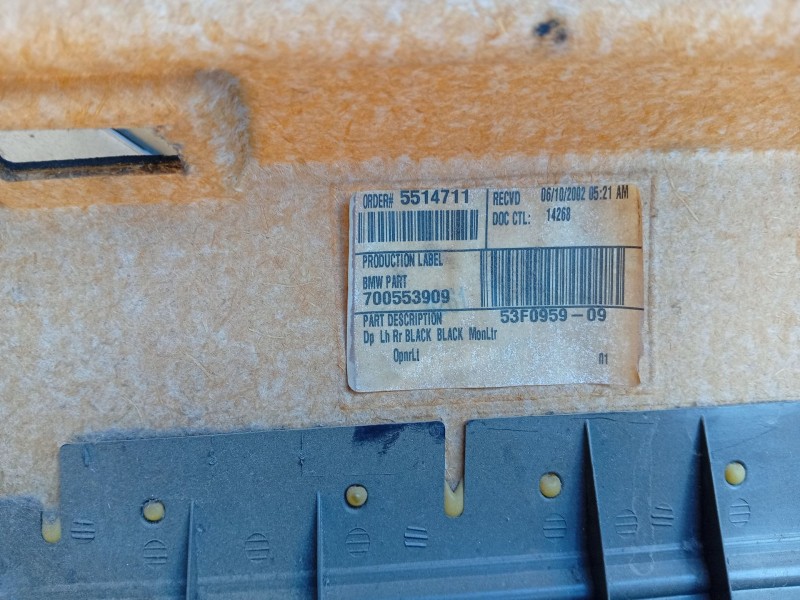 ORDER# 5514711
RECVD 06/10/2002 05:21 AM
DOC CTL: 14268
PRODUCTION LABEL
BMW PART
700553909
53F0959-09
PART DESCRIPTION
Dp Lh Rr BLACK BLACK MonLtr
OpnrLt
01